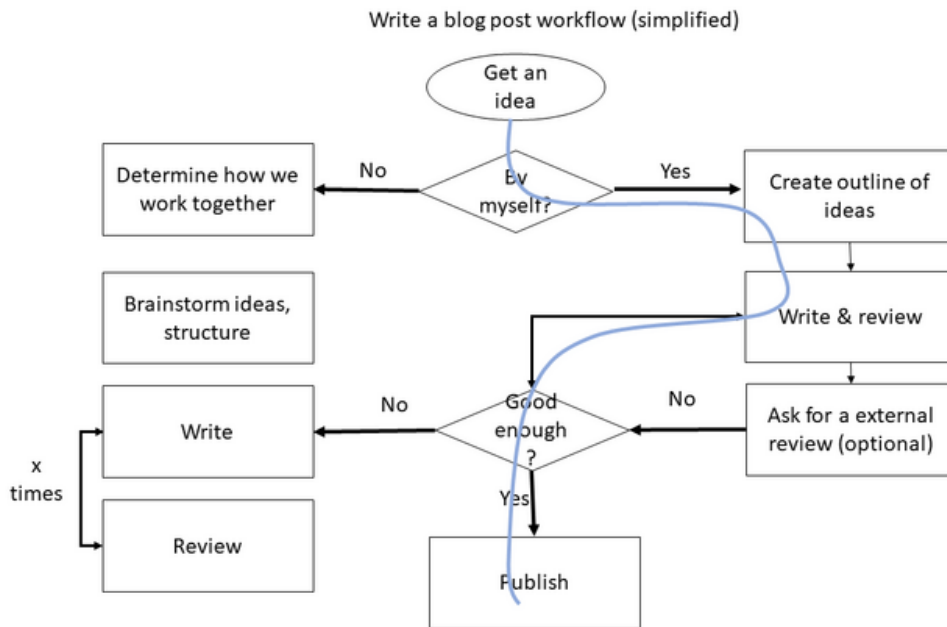 Write a blog post workflow (simplified)
Get an
idea
No
By
myself?
Yes
Determine how we
work together
Create outline of
ideas
Brainstorm ideas,
structure
Write & review
Good
enough
?
No
No
Write
Ask for a external
review (optional)
x
times
Yes
Review
Publish